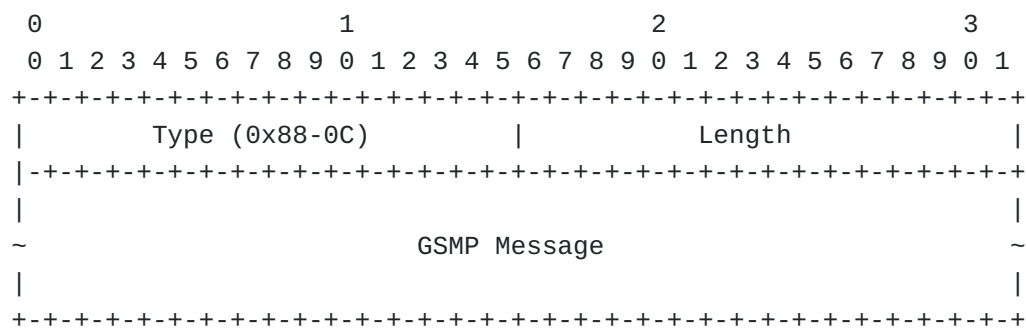 0                   1                   2                   3
 0 1 2 3 4 5 6 7 8 9 0 1 2 3 4 5 6 7 8 9 0 1 2 3 4 5 6 7 8 9 0 1
+-+-+-+-+-+-+-+-+-+-+-+-+-+-+-+-+-+-+-+-+-+-+-+-+-+-+-+-+-+-+-+-+
|        Type (0x88-0C)         |           Length              |
|-+-+-+-+-+-+-+-+-+-+-+-+-+-+-+-+-+-+-+-+-+-+-+-+-+-+-+-+-+-+-+-+
|                                                               |
~                         GSMP Message                          ~
|                                                               |
+-+-+-+-+-+-+-+-+-+-+-+-+-+-+-+-+-+-+-+-+-+-+-+-+-+-+-+-+-+-+-+-+